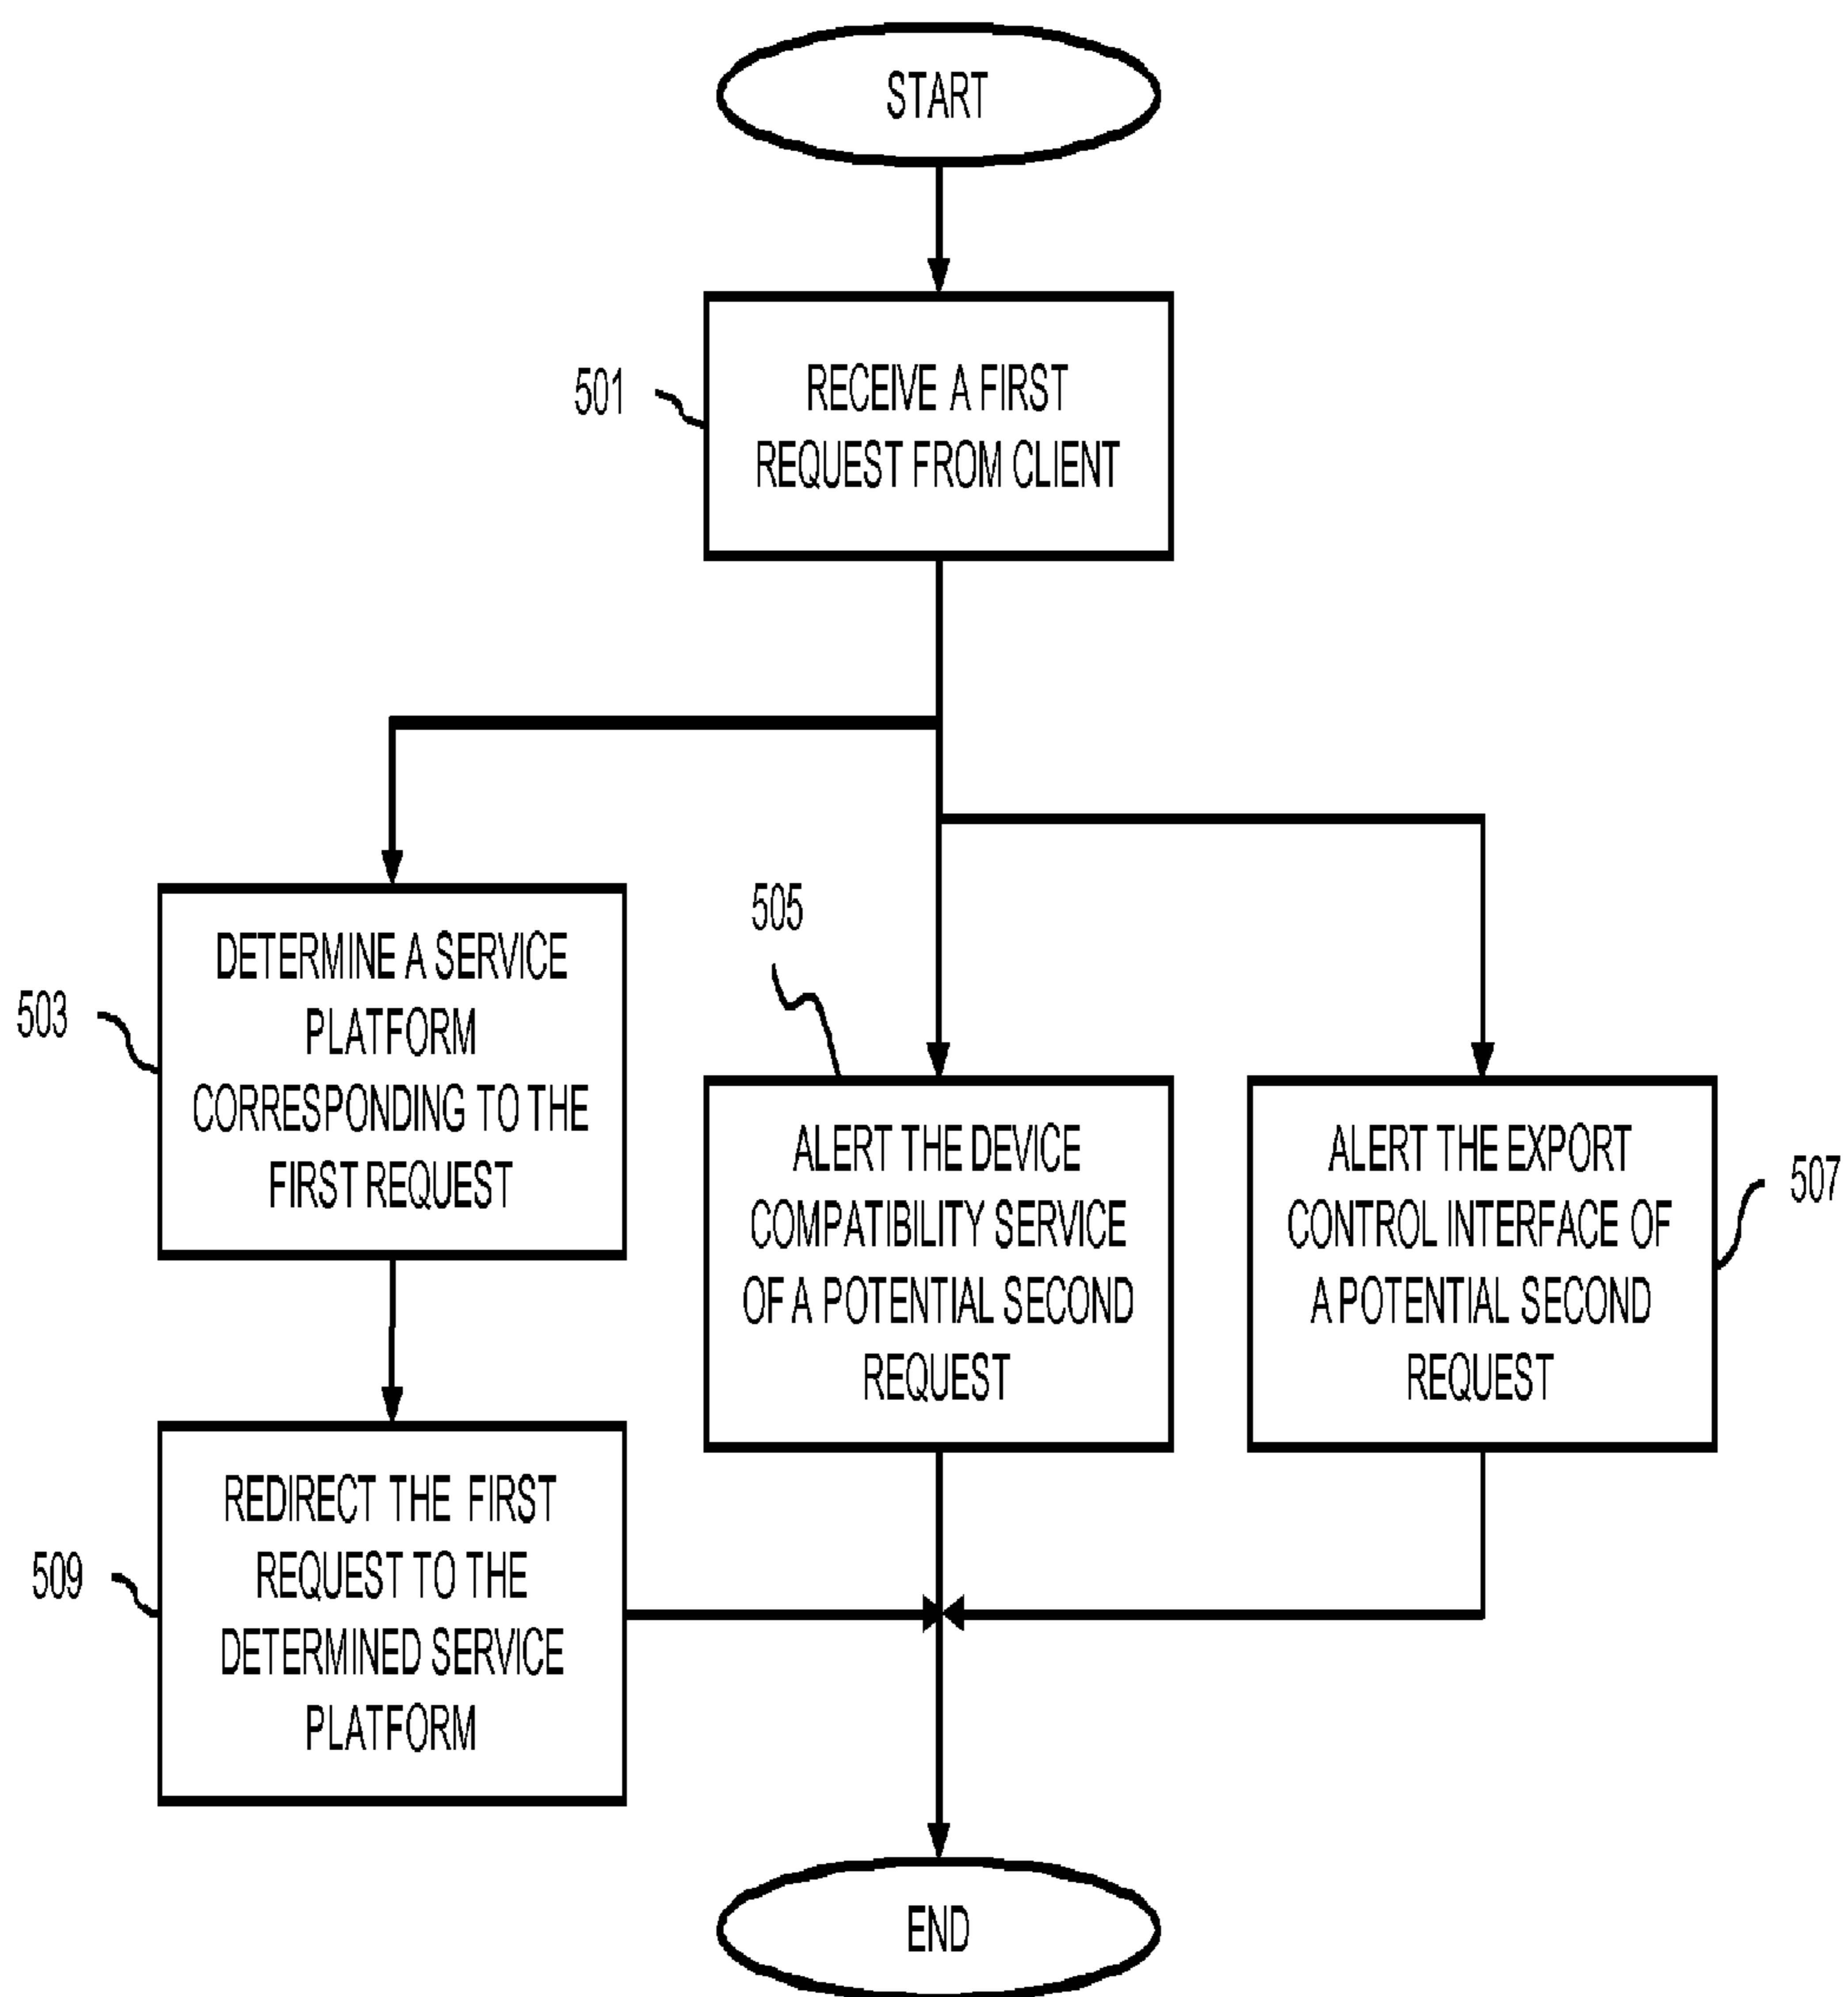 START
501
RECEIVE A FIRST
REQUEST FROM CLIENT
503
DETERMINE A SERVICE
PLATFORM
CORRESPONDING TO THE
FIRST REQUEST
505
ALERT THE DEVICE
COMPATIBILITY SERVICE
OF A POTENTIAL SECOND
REQUEST
ALERT THE EXPORT
CONTROL INTERFACE OF
A POTENTIAL SECOND
REQUEST
507
509
REDIRECT THE FIRST
REQUEST TO THE
DETERMINED SERVICE
PLATFORM
END